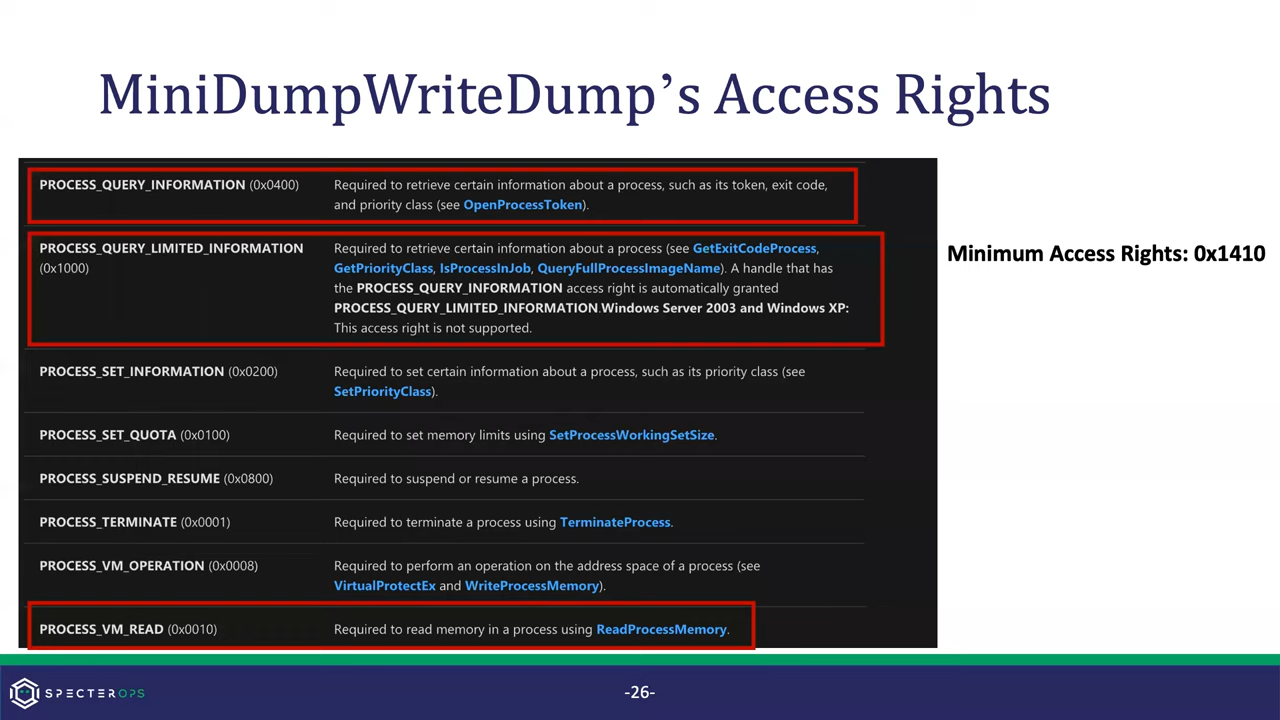 MiniDumpWriteDump’s Access Rights
PROCESS_QUERY_INFORMATION (0x0400)
Required to retrieve certain information about a process, such as its token, exit code,
and priority class (see OpenProcessToken).
PROCESS_QUERY_LIMITED_INFORMATION
(0x1000)
Required to retrieve certain information about a process (see GetExitCodeProcess,
GetPriorityClass, IsProcessInJob, QueryFullProcessImageName). A handle that has
the PROCESS_QUERY_INFORMATION access right is automatically granted
PROCESS_QUERY_LIMITED_INFORMATION.Windows Server 2003 and Windows XP:
This access right is not supported.
PROCESS_SET_INFORMATION (0x0200)
Required to set certain information about a process, such as its priority class (see
SetPriorityClass).
PROCESS_SET_QUOTA (0x0100)
Required to set memory limits using SetProcessWorkingSetSize.
PROCESS_SUSPEND_RESUME (0x0800)
Required to suspend or resume a process.
PROCESS_TERMINATE (0x0001)
Required to terminate a process using TerminateProcess.
PROCESS_VM_OPERATION (0x0008)
Required to perform an operation on the address space of a process (see
VirtualProtectEx and WriteProcessMemory).
PROCESS_VM_READ (0x0010)
Required to read memory in a process using ReadProcessMemory.
Minimum Access Rights: 0x1410
SPECTEROPS
-26-